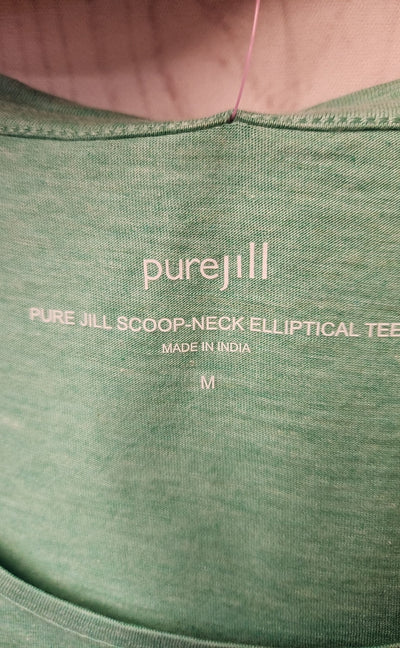 purejill
PURE JILL SCOOP-NECK ELLIPTICAL TEE
MADE IN INDIA
M